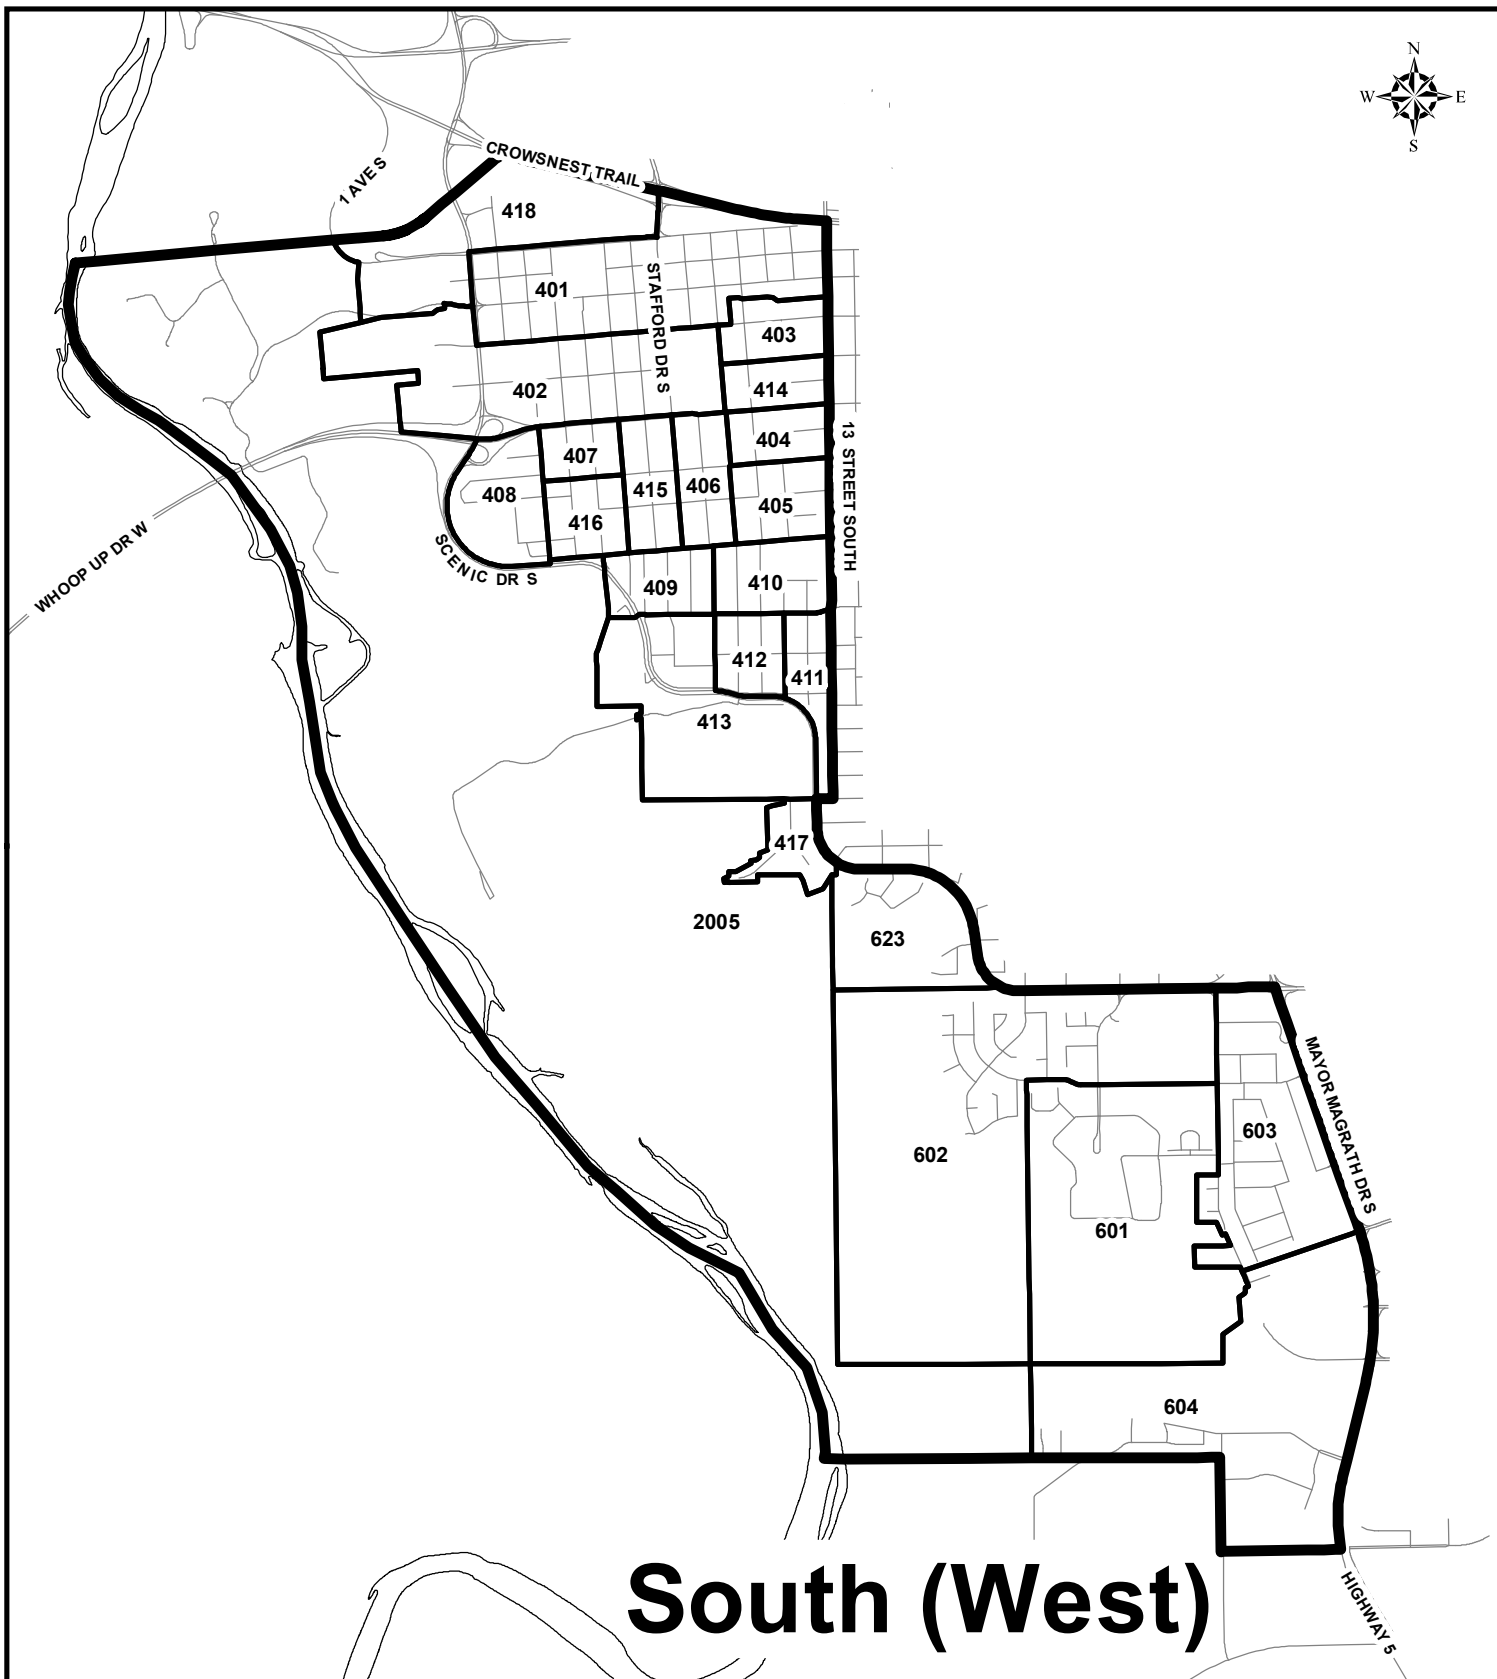 N
W E
S
CROWSNEST TRAIL
1 AVE S
418
STAFFORD DR S
401
403
402
414
13 STREET SOUTH
404
407
408
415
406
405
416
WHOOP UP DR W
SCENIC DR S
409
410
412
411
413
417
2005
623
MAYOR MAGRATH DR S
603
602
601
604
South (West)
HIGHWAY 5